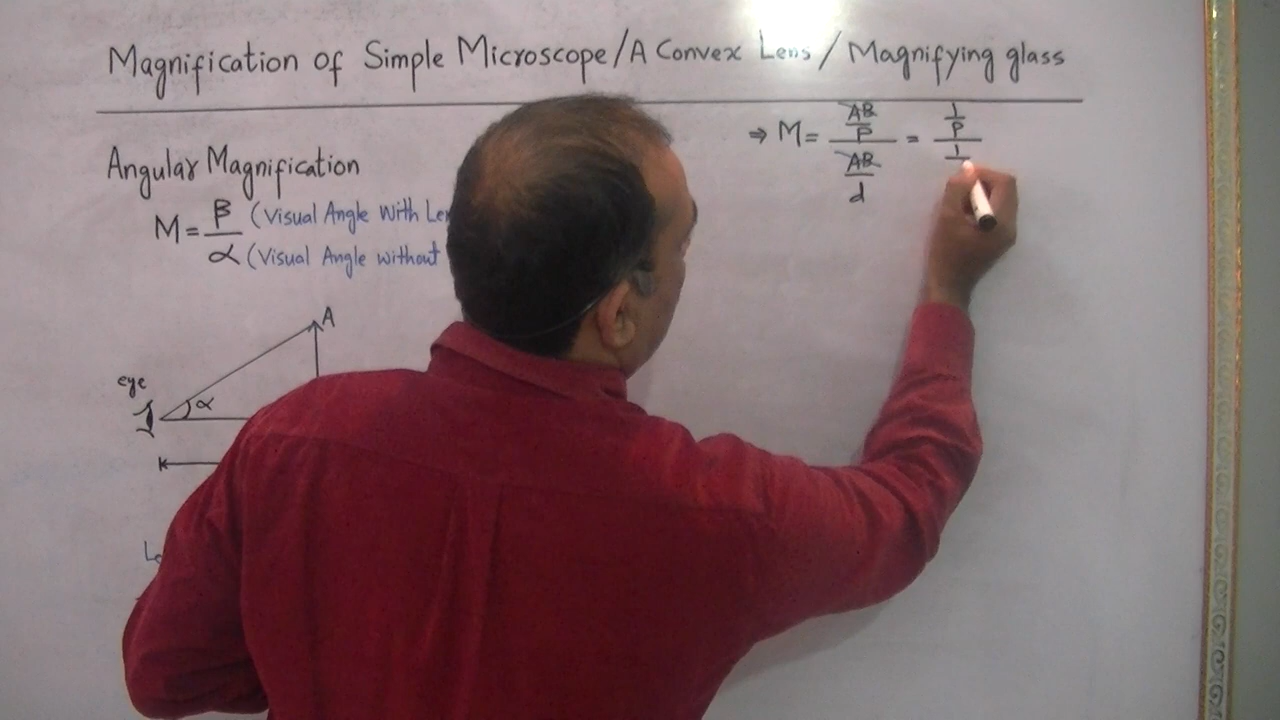 Magnification of Simple Microscope/A Convex Lens / Magnifying glass
Angular Magnification
M = β (Visual Angle With
α (Visual Angle without
⇒ M = AB/P / AB/d = 1/P / 1
A
eye
α